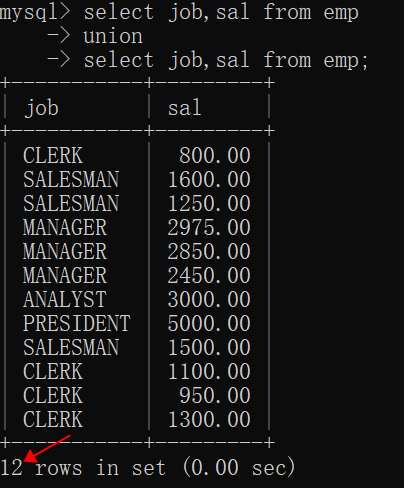 mysql> select job,sal from emp
-> union
-> select job,sal from emp;
+-----------+---------+
| job | sal |
+-----------+---------+
| CLERK | 800.00 |
| SALESMAN | 1600.00 |
| SALESMAN | 1250.00 |
| MANAGER | 2975.00 |
| MANAGER | 2850.00 |
| MANAGER | 2450.00 |
| ANALYST | 3000.00 |
| PRESIDENT | 5000.00 |
| SALESMAN | 1500.00 |
| CLERK | 1100.00 |
| CLERK | 950.00 |
| CLERK | 1300.00 |
+-----------+---------+
12 rows in set (0.00 sec)